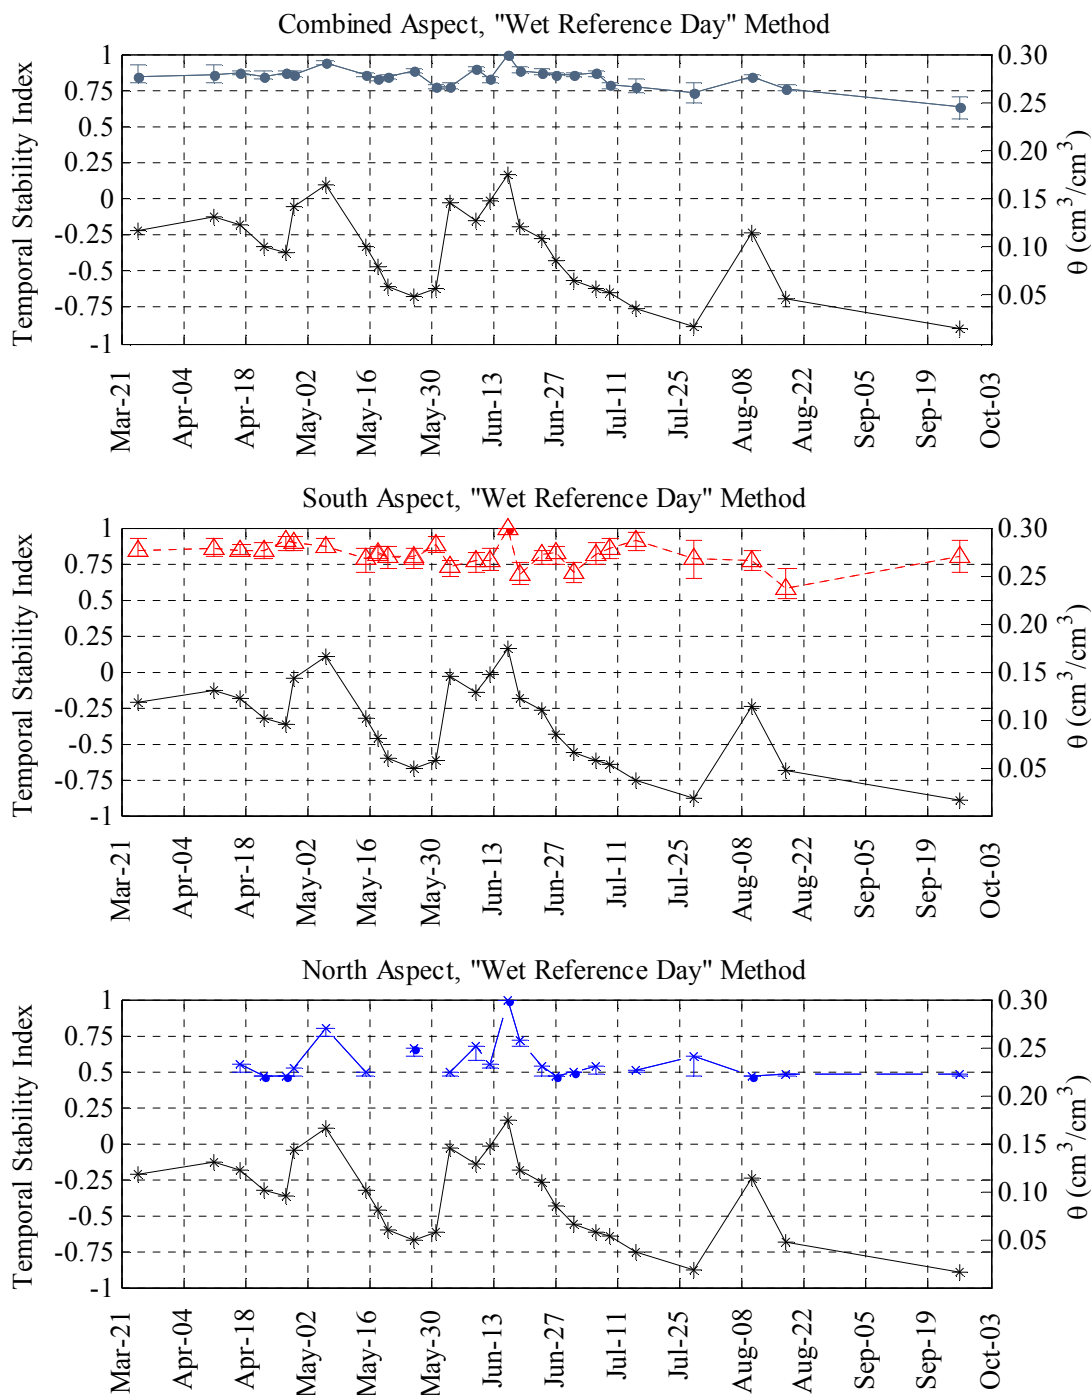 Combined Aspect, "Wet Reference Day" Method
Temporal Stability Index
1
0.75
0.5
0.25
0
-0.25
-0.5
-0.75
-1
0.30
0.25
0.20
0.15
0.10
0.05
θ (cm³/cm³)
Mar-21
Apr-04
Apr-18
May-02
May-16
May-30
Jun-13
Jun-27
Jul-11
Jul-25
Aug-08
Aug-22
Sep-05
Sep-19
Oct-03
South Aspect, "Wet Reference Day" Method
Temporal Stability Index
1
0.75
0.5
0.25
0
-0.25
-0.5
-0.75
-1
0.30
0.25
0.20
0.15
0.10
0.05
θ (cm³/cm³)
Mar-21
Apr-04
Apr-18
May-02
May-16
May-30
Jun-13
Jun-27
Jul-11
Jul-25
Aug-08
Aug-22
Sep-05
Sep-19
Oct-03
North Aspect, "Wet Reference Day" Method
Temporal Stability Index
1
0.75
0.5
0.25
0
-0.25
-0.5
-0.75
-1
0.30
0.25
0.20
0.15
0.10
0.05
θ (cm³/cm³)
Mar-21
Apr-04
Apr-18
May-02
May-16
May-30
Jun-13
Jun-27
Jul-11
Jul-25
Aug-08
Aug-22
Sep-05
Sep-19
Oct-03